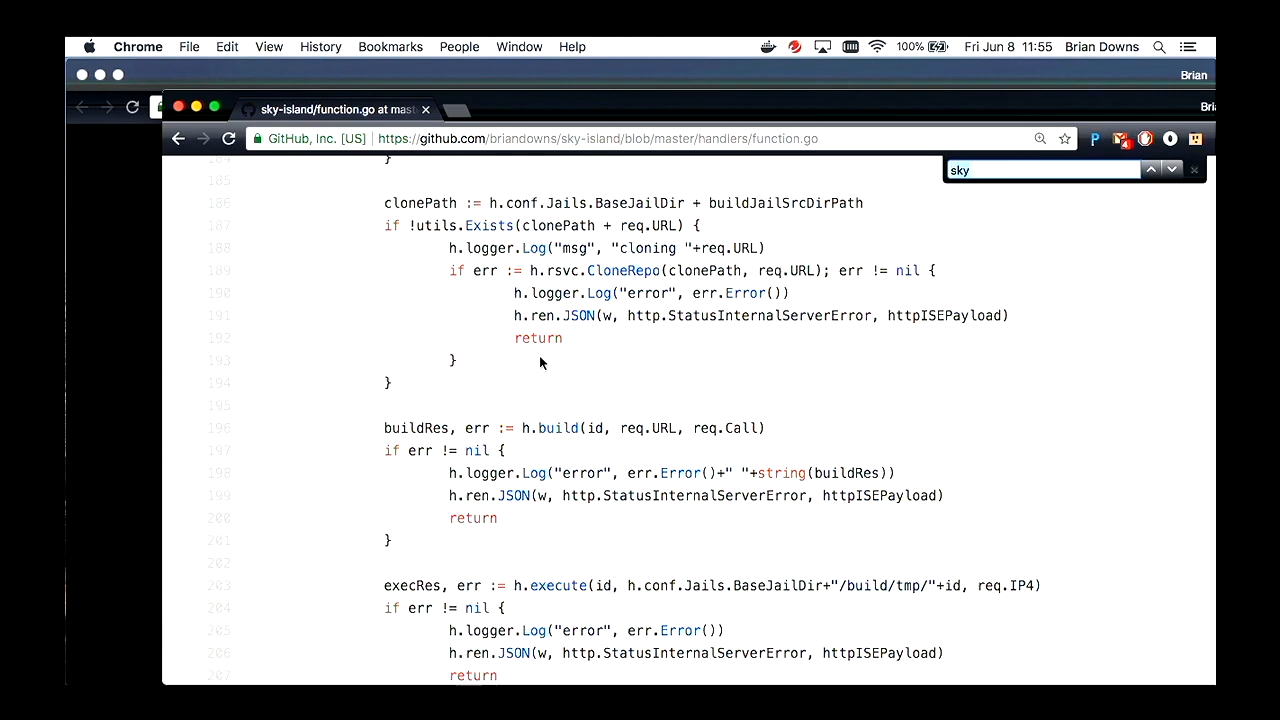 Chrome File Edit View History Bookmarks People Window Help 100% Fri Jun 8 11:55 Brian Downs
Brian
sky-island/function.go at mast
GitHub, Inc. [US] https://github.com/briandowns/sky-island/blob/master/handlers/function.go
P 4
sky
184 }
185
186 clonePath := h.conf.Jails.BaseJailDir + buildJailSrcDirPath
187 if !utils.Exists(clonePath + req.URL) {
188 h.logger.Log("msg", "cloning "+req.URL)
189 if err := h.rsvc.CloneRepo(clonePath, req.URL); err != nil {
190 h.logger.Log("error", err.Error())
191 h.ren.JSON(w, http.StatusInternalServerError, httpISEPayload)
192 return
193 }
194 }
195
196 buildRes, err := h.build(id, req.URL, req.Call)
197 if err != nil {
198 h.logger.Log("error", err.Error()+" "+string(buildRes))
199 h.ren.JSON(w, http.StatusInternalServerError, httpISEPayload)
200 return
201 }
202
203 execRes, err := h.execute(id, h.conf.Jails.BaseJailDir+"/build/tmp/"+id, req.IP4)
204 if err != nil {
205 h.logger.Log("error", err.Error())
206 h.ren.JSON(w, http.StatusInternalServerError, httpISEPayload)
207 return